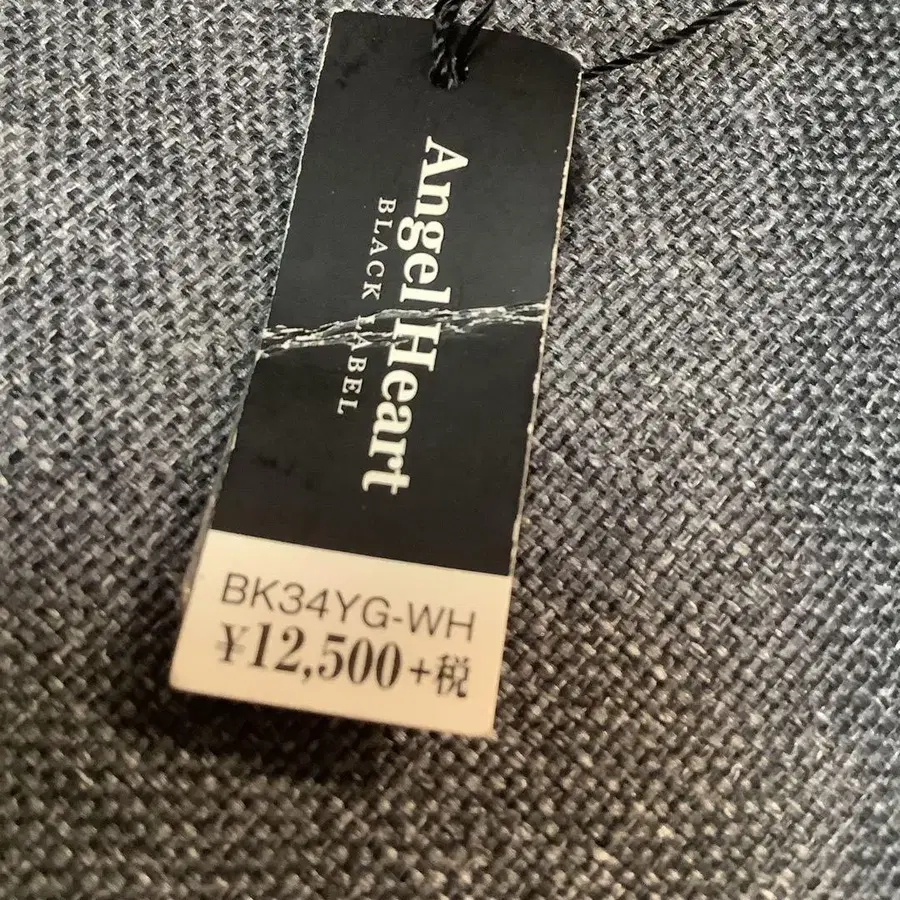 Angel Heart
BLACK LABEL
BK34YG-WH
¥12,500+税